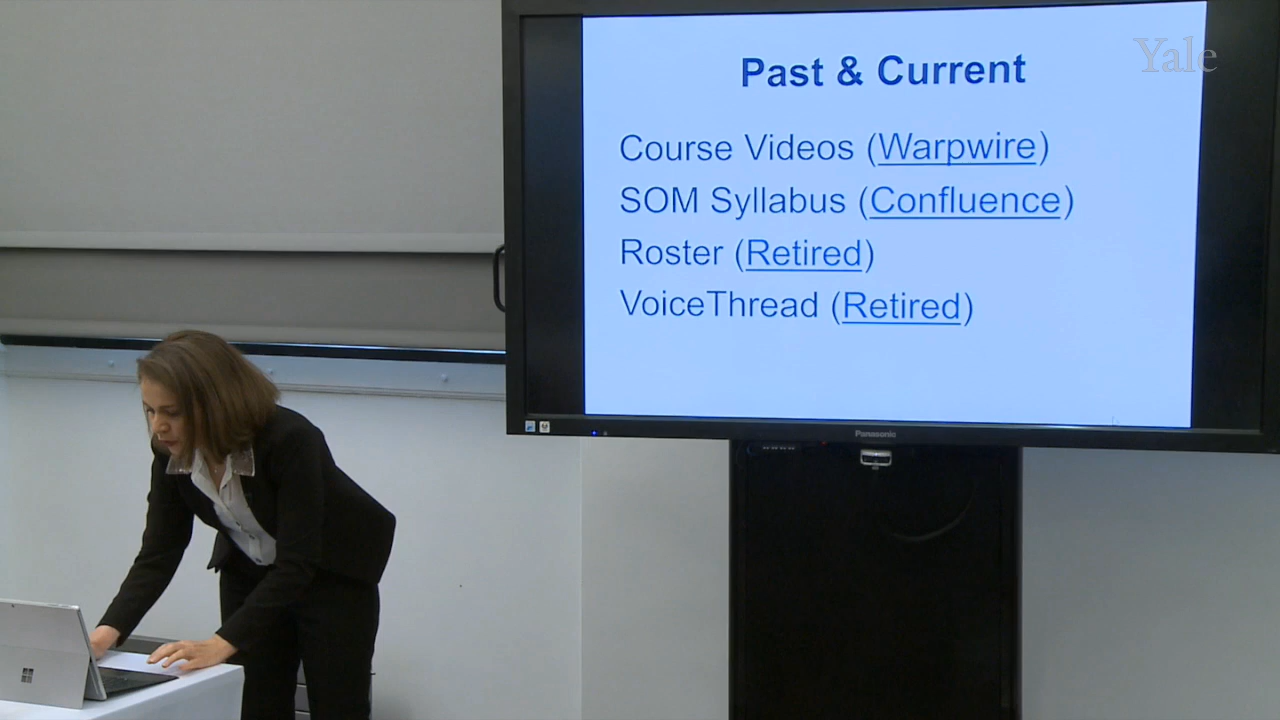 Past & Current
Yale
Course Videos (Warpwire)
SOM Syllabus (Confluence)
Roster (Retired)
VoiceThread (Retired)
Panasonic